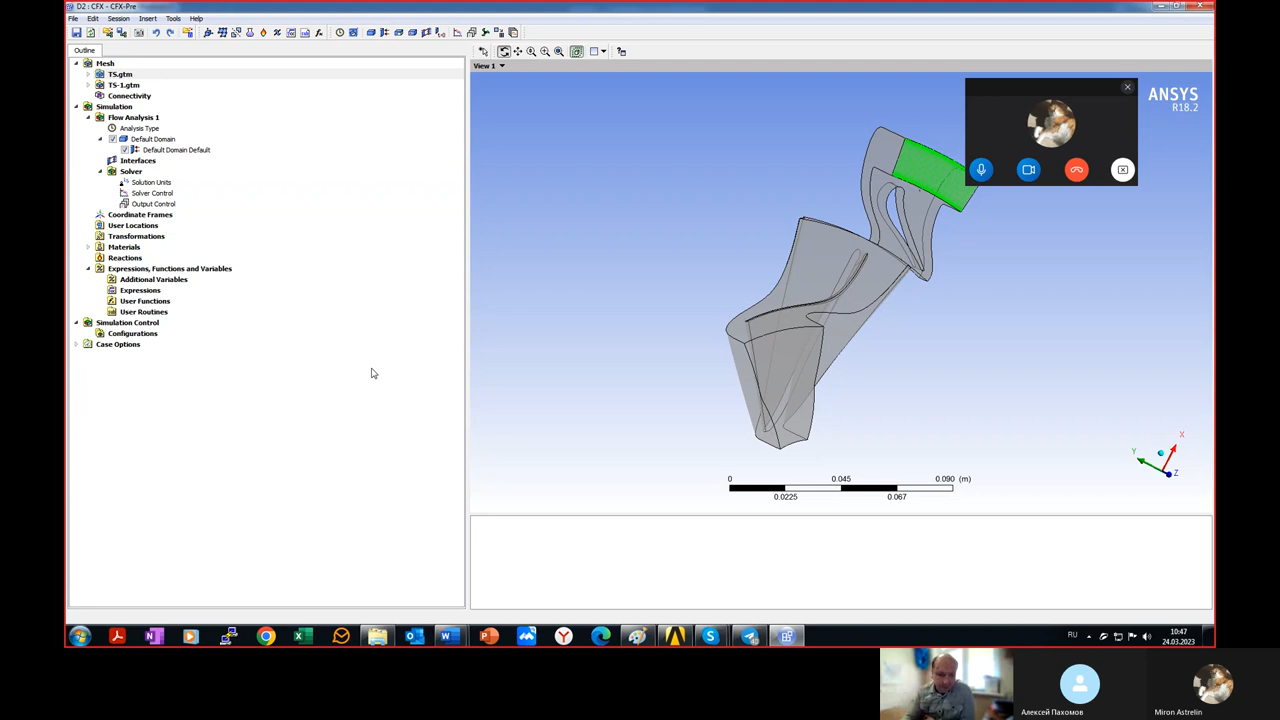 D2 : CFX - CFX-Pre
File Edit Session Insert Tools Help
Outline
Mesh
TS.gtm
TS-1.gtm
Connectivity
Simulation
Flow Analysis 1
Analysis Type
Default Domain
Default Domain Default
Interfaces
Solver
Solution Units
Solver Control
Output Control
Coordinate Frames
User Locations
Transformations
Materials
Reactions
Expressions, Functions and Variables
Additional Variables
Expressions
User Functions
User Routines
Simulation Control
Configurations
Case Options
View 1
ANSYS
R18.2
X
Y
Z
0 0.045 0.090 (m)
0.0225 0.067
RU
10:47
24.03.2023
Алексей Пахомов
Miron Astrelin